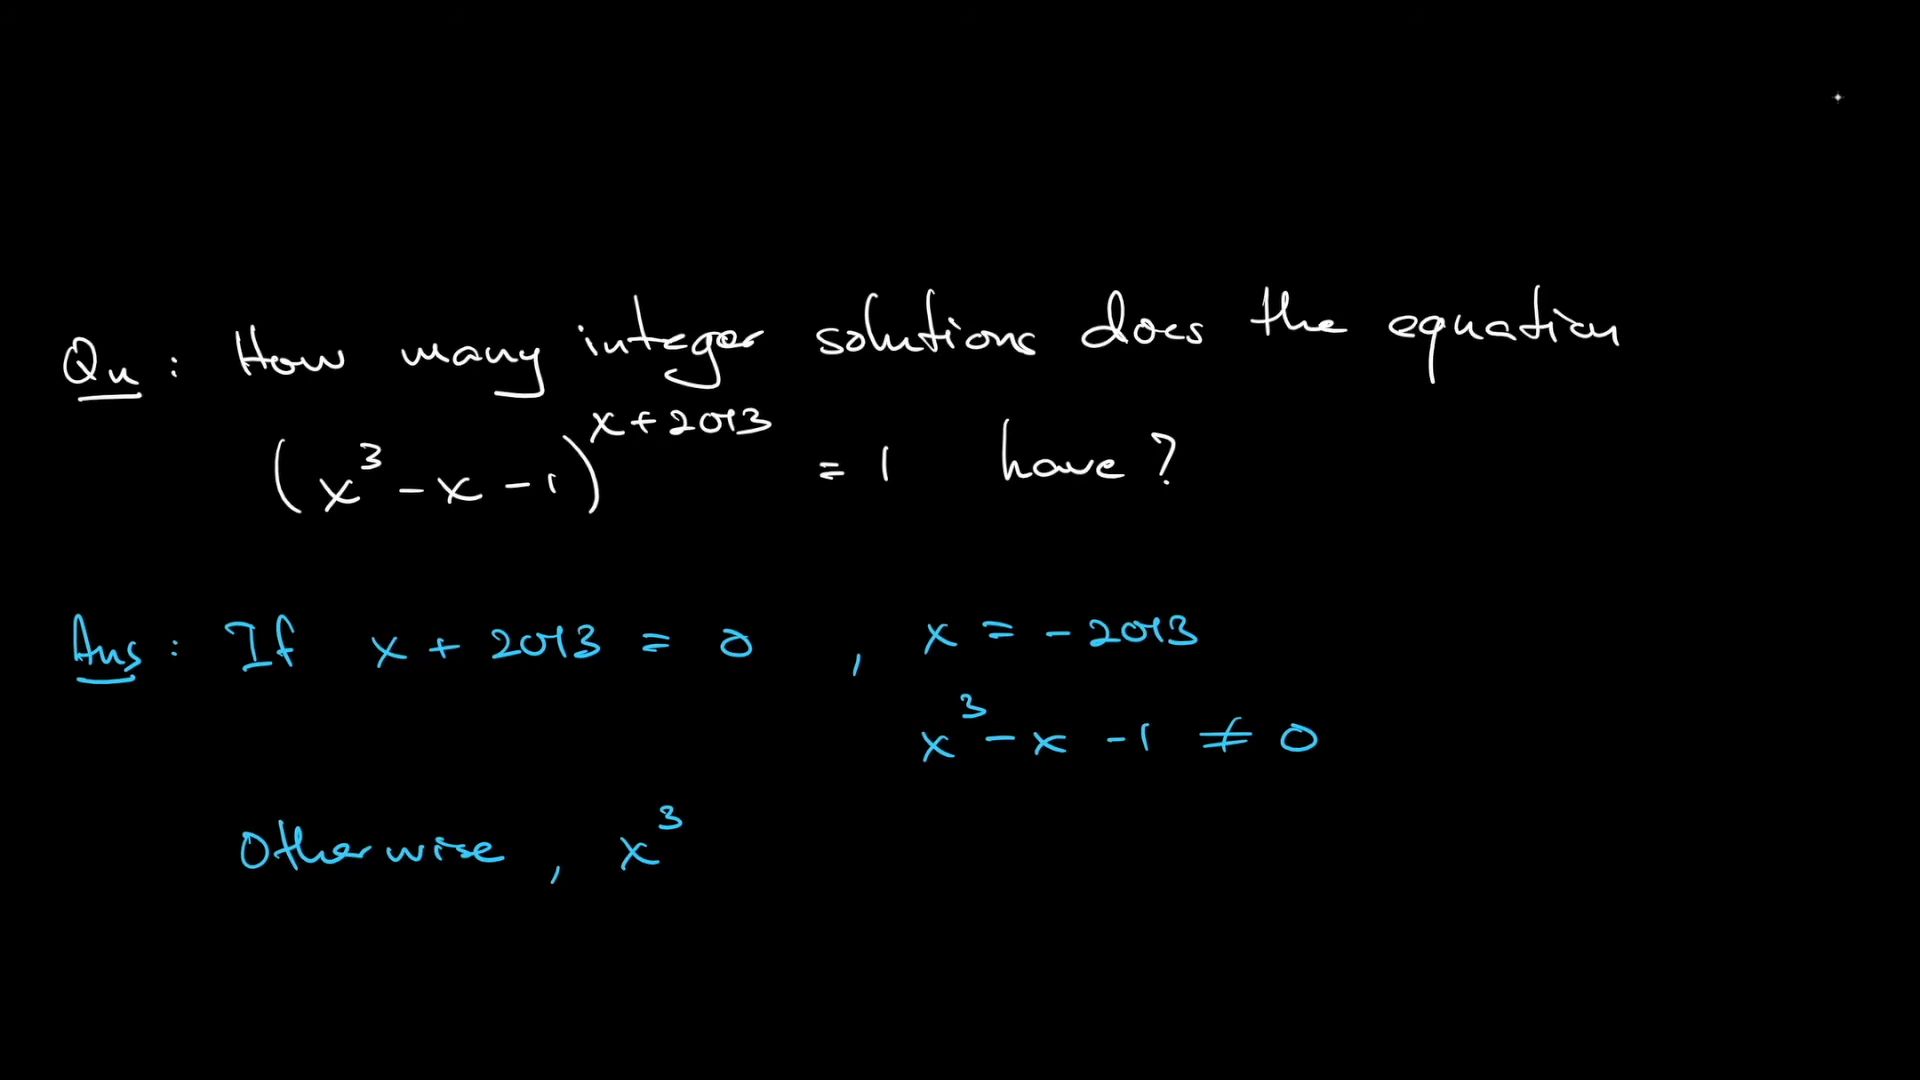 Qu: How many integer solutions does the equation
(x³ - x - 1)ˣ⁺²⁰¹³ = 1 have?
Ans: If x + 2013 = 0, x = -2013
x³ - x - 1 ≠ 0
Otherwise, x³